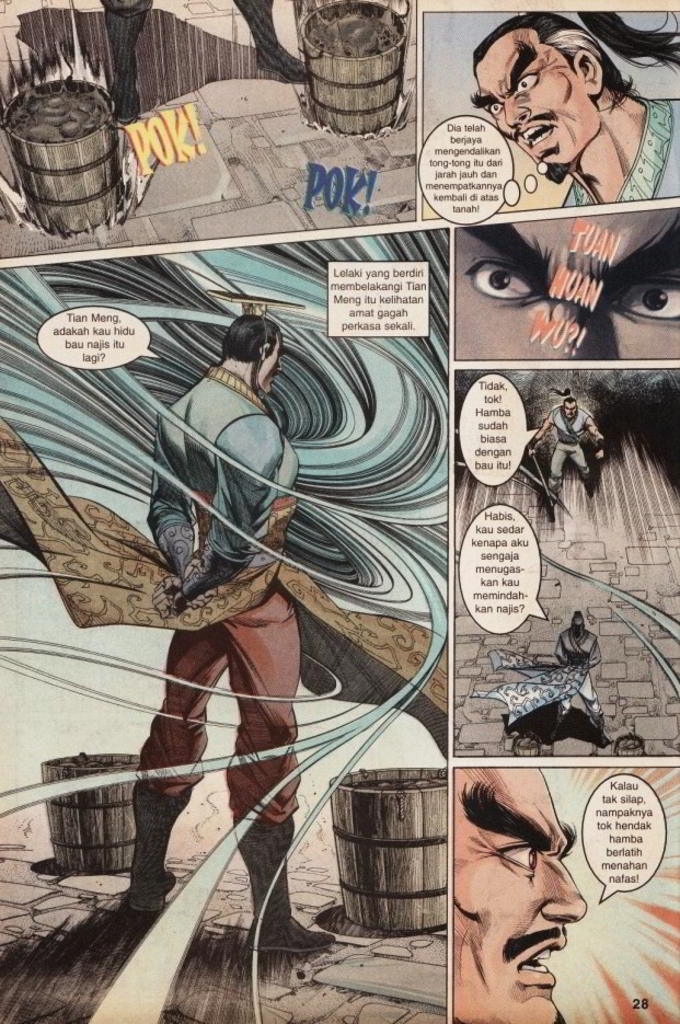 POK!
POK!
Dia telah
berjaya
mengendalikan
tong-tong itu dari
jarah jauh dan
menempatkannya
kembali di atas
tanah!
Tian Meng,
adakah kau hidu
bau najis itu
lagi?
Lelaki yang berdiri
membelakangi Tian
Meng itu kelihatan
amat gagah
perkasa sekali.
TUAN
MUAN
WU?!
Tidak,
tok!
Hamba
sudah
biasa
dengan
bau itu!
Habis,
kau sedar
kenapa aku
sengaja
menugas-
kan kau
memindah-
kan najis?
Kalau
tak silap,
nampaknya
tok hendak
hamba
berlatih
menahan
nafas!
28